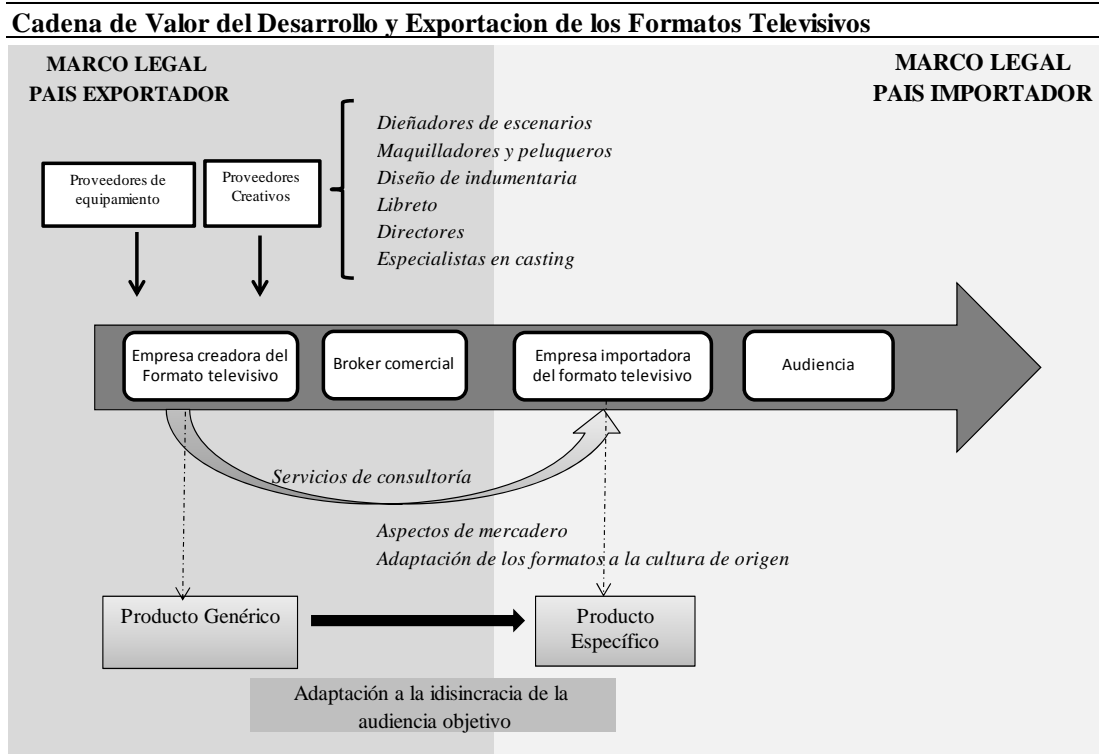 Cadena de Valor del Desarrollo y Exportacion de los Formatos Televisivos
MARCO LEGAL
PAIS EXPORTADOR
MARCO LEGAL
PAIS IMPORTADOR
Proveedores de
equipamiento
Proveedores
Creativos
Dieñadores de escenarios
Maquilladores y peluqueros
Diseño de indumentaria
Libreto
Directores
Especialistas en casting
Empresa creadora del
Formato televisivo
Broker comercial
Empresa importadora
del formato televisivo
Audiencia
Servicios de consultoría
Aspectos de mercadero
Adaptación de los formatos a la cultura de origen
Producto Genérico
Producto
Específico
Adaptación a la idisincracia de la
audiencia objetivo